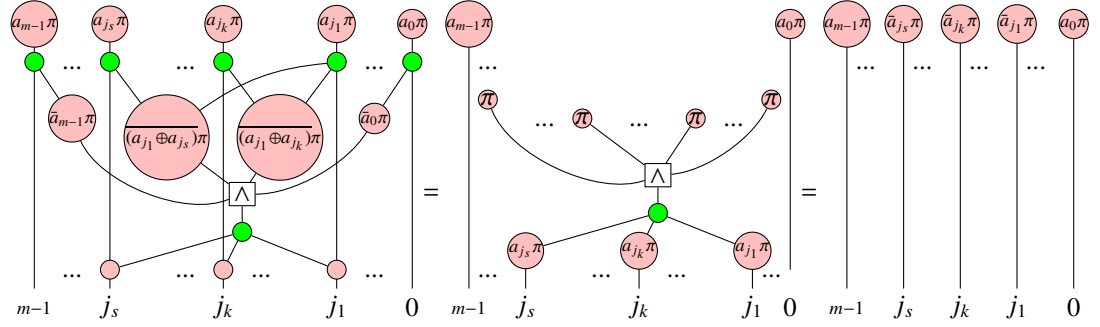 a_{m−1}π a_{j_s}π a_{j_k}π a_{j_1}π a_0π a_{m−1}π a_0π a_{m−1}π ā_{j_s}π ā_{j_k}π ā_{j_1}π a_0π
... ... ... ... ... ... ...
π π
ā_{m−1}π \overline{(a_{j_1}⊕a_{j_s})}π \overline{(a_{j_1}⊕a_{j_k})}π ā_0π ... π ... π ...
∧ = ∧ =
a_{j_s}π a_{j_k}π a_{j_1}π
... ... ... ... ... ... ... ...
m−1 j_s j_k j_1 0 m−1 j_s j_k j_1 0 m−1 j_s j_k j_1 0